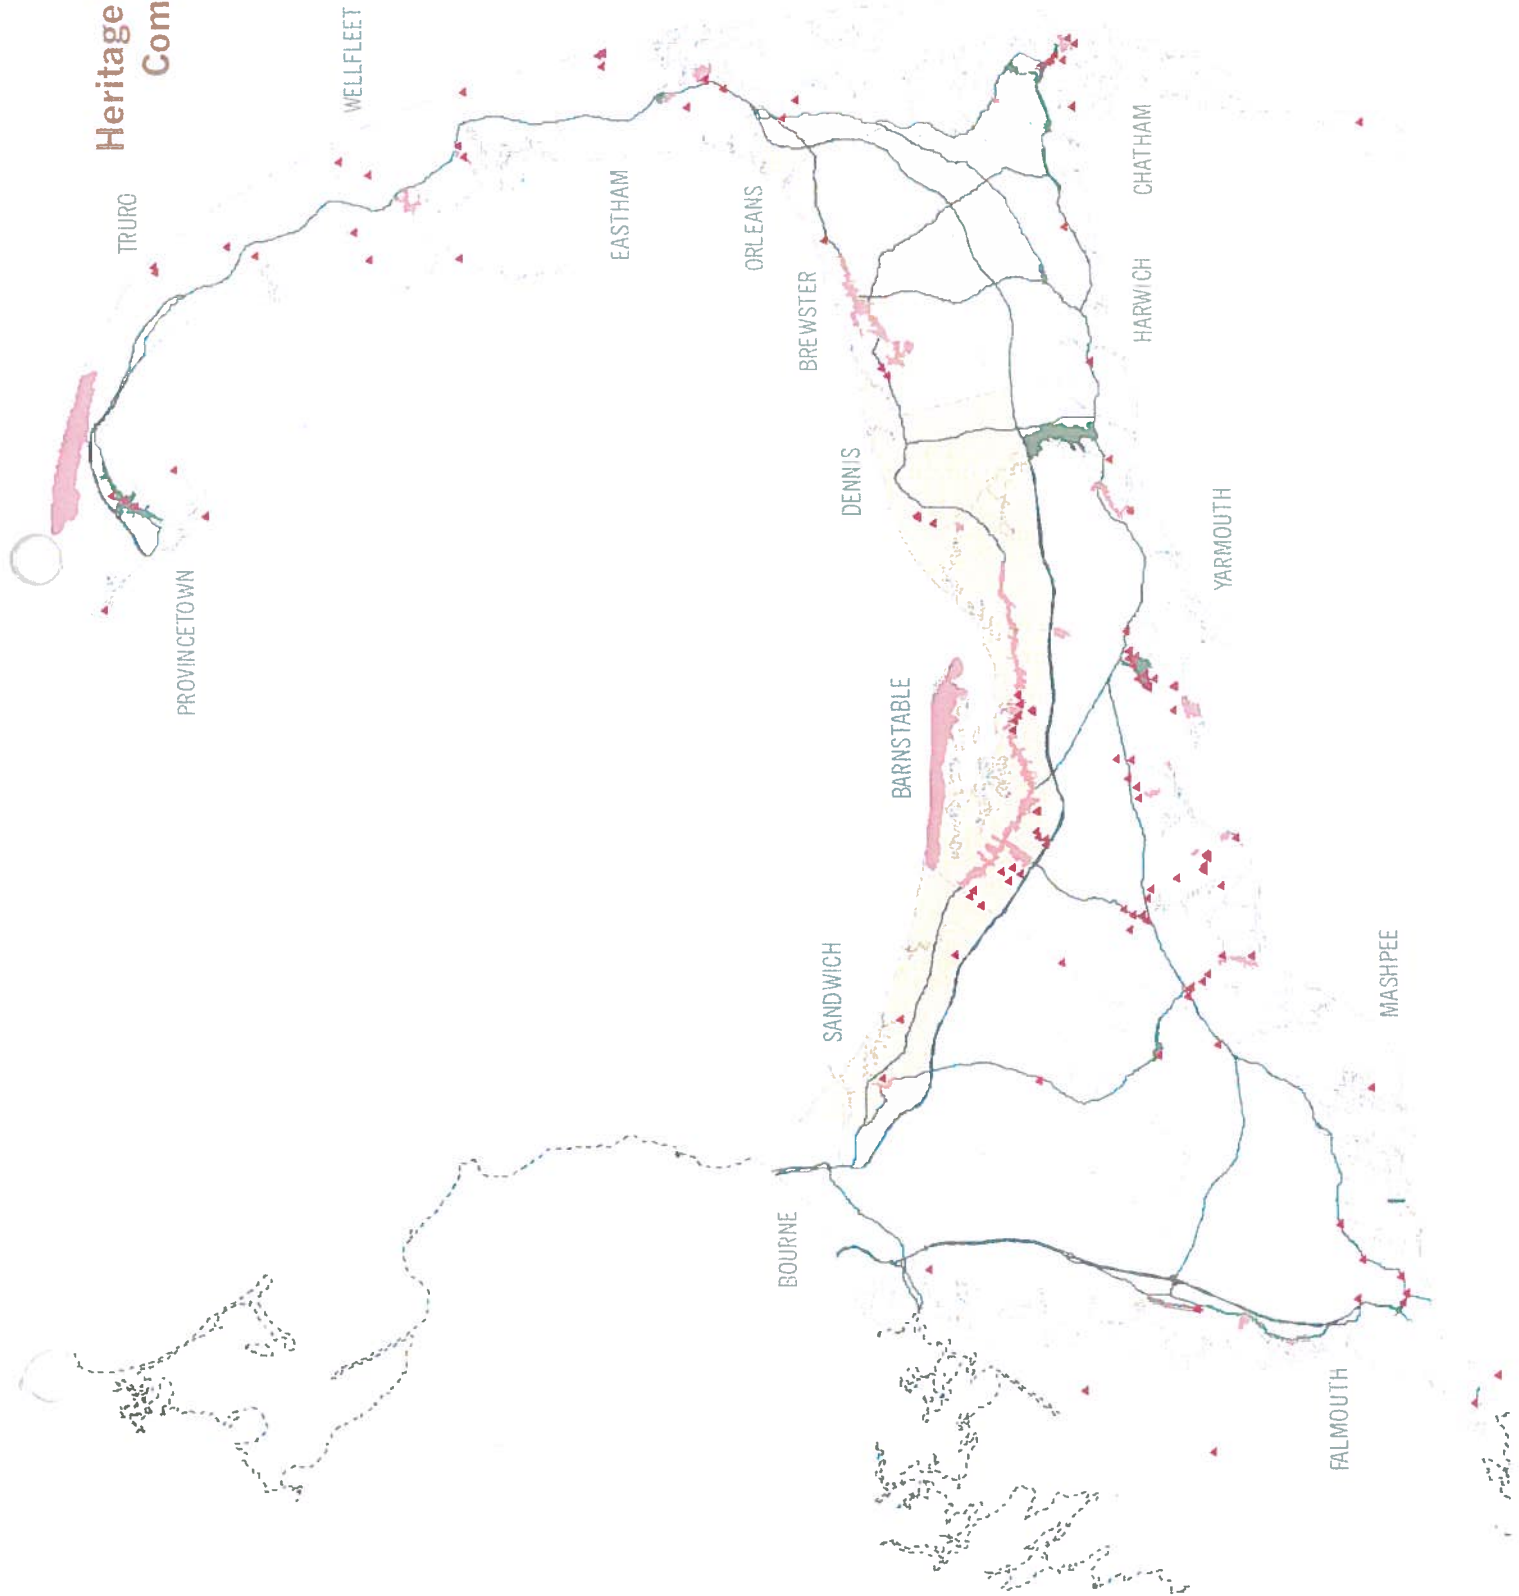 Heritage
Com
WELLFLEET
TRURO
PROVINCETOWN
EASTHAM
ORLEANS
BREWSTER
DENNIS
CHATHAM
HARWICH
YARMOUTH
BARNSTABLE
SANDWICH
MASHPEE
BOURNE
FALMOUTH